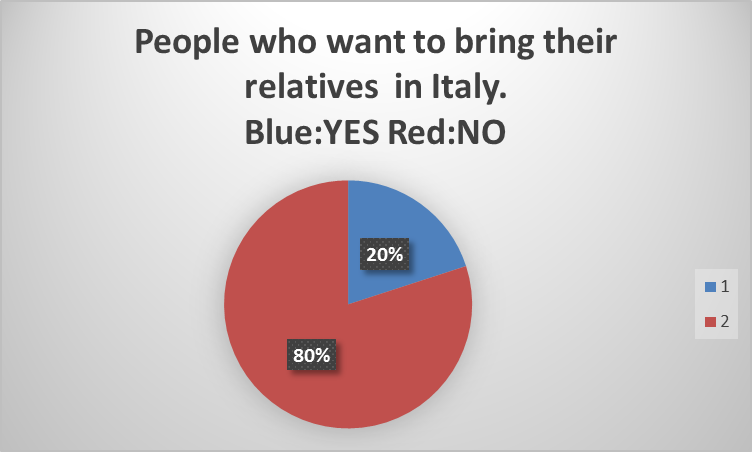 People who want to bring their
relatives in Italy.
Blue:YES Red:NO
20%
80%
1
2